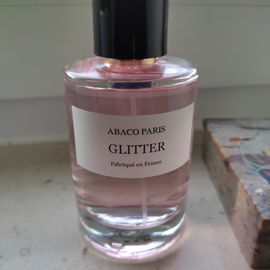 ABACO PARIS
GLITTER
Fabriqué en France